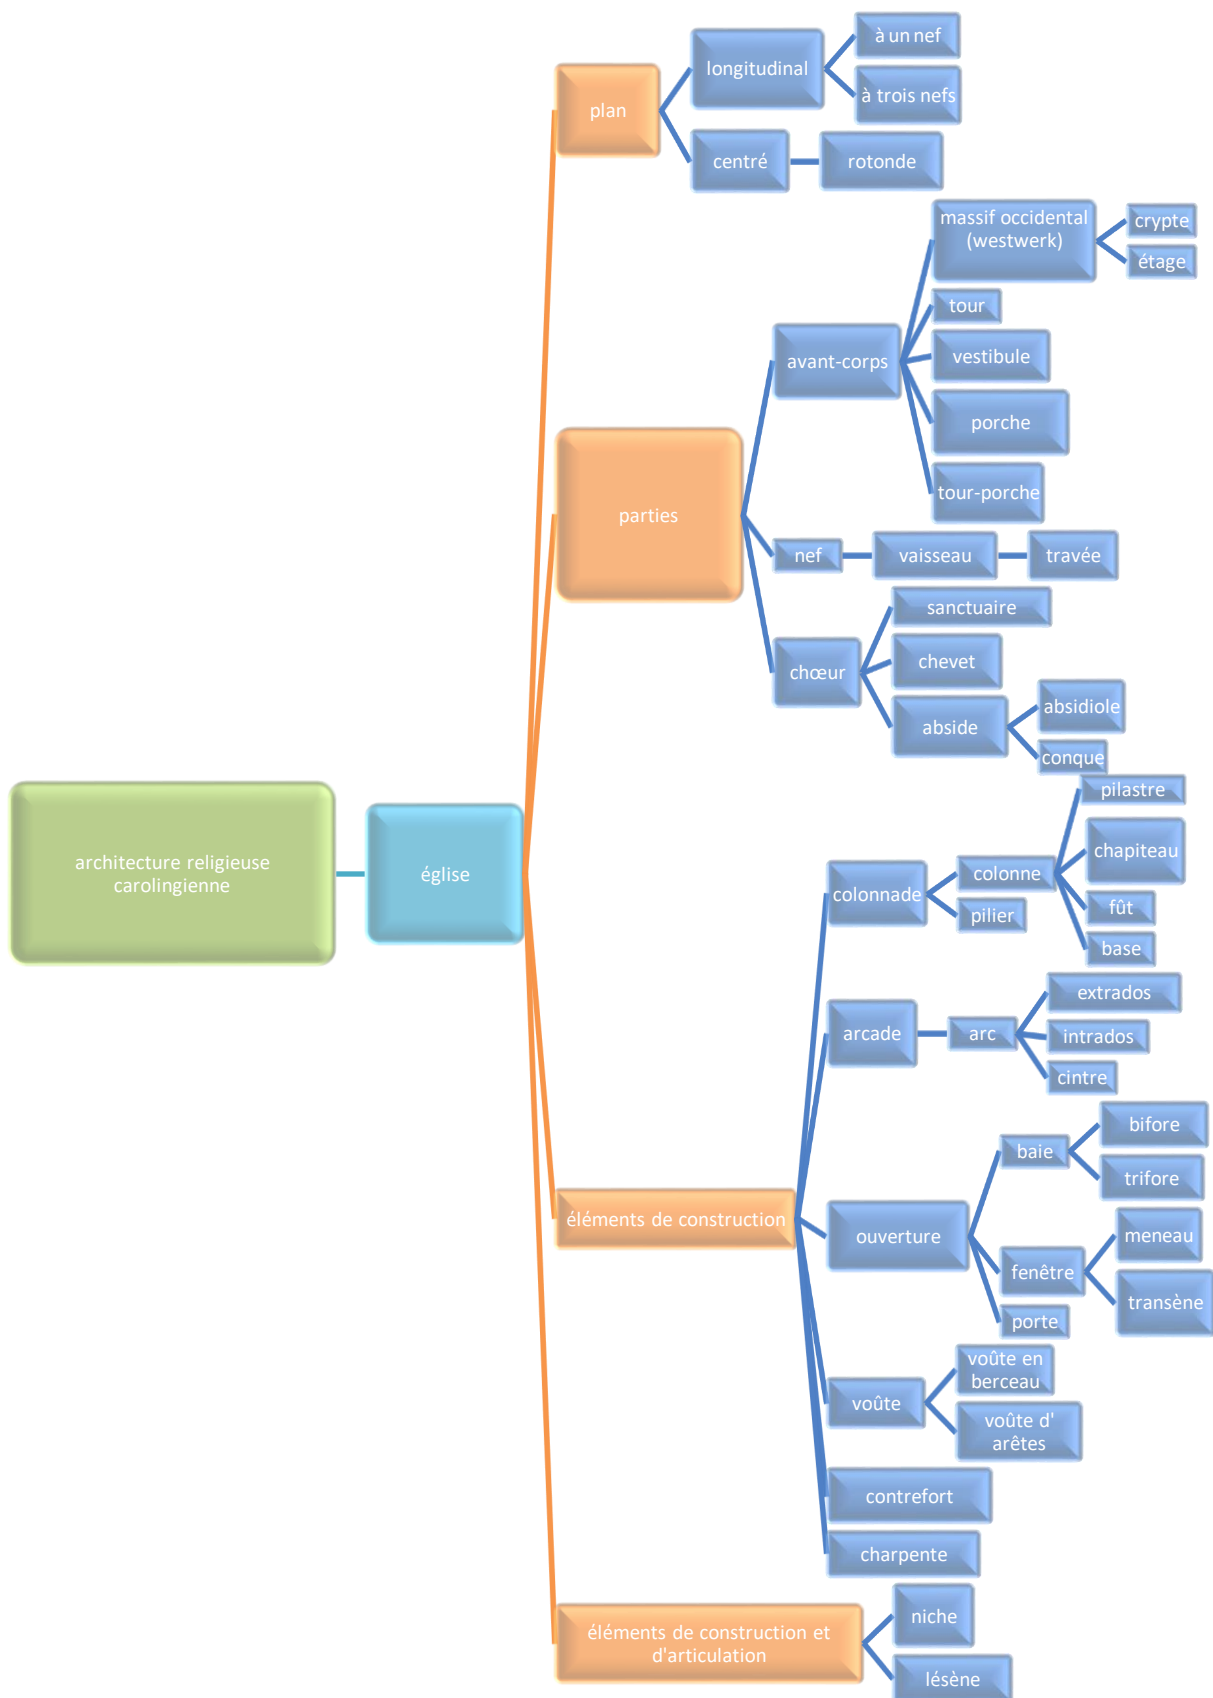 architecture religieuse
carolingienne
église
plan
longitudinal
à un nef
à trois nefs
centré
rotonde
parties
avant-corps
massif occidental
(westwerk)
crypte
étage
tour
vestibule
porche
tour-porche
nef
vaisseau
travée
chœur
sanctuaire
chevet
abside
absidiole
conque
éléments de construction
colonnade
colonne
pilastre
chapiteau
fût
base
pilier
arcade
arc
extrados
intrados
cintre
ouverture
baie
bifore
trifore
fenêtre
meneau
transène
porte
voûte
voûte en
berceau
voûte d'
arêtes
contrefort
charpente
éléments de construction et
d'articulation
niche
lésène